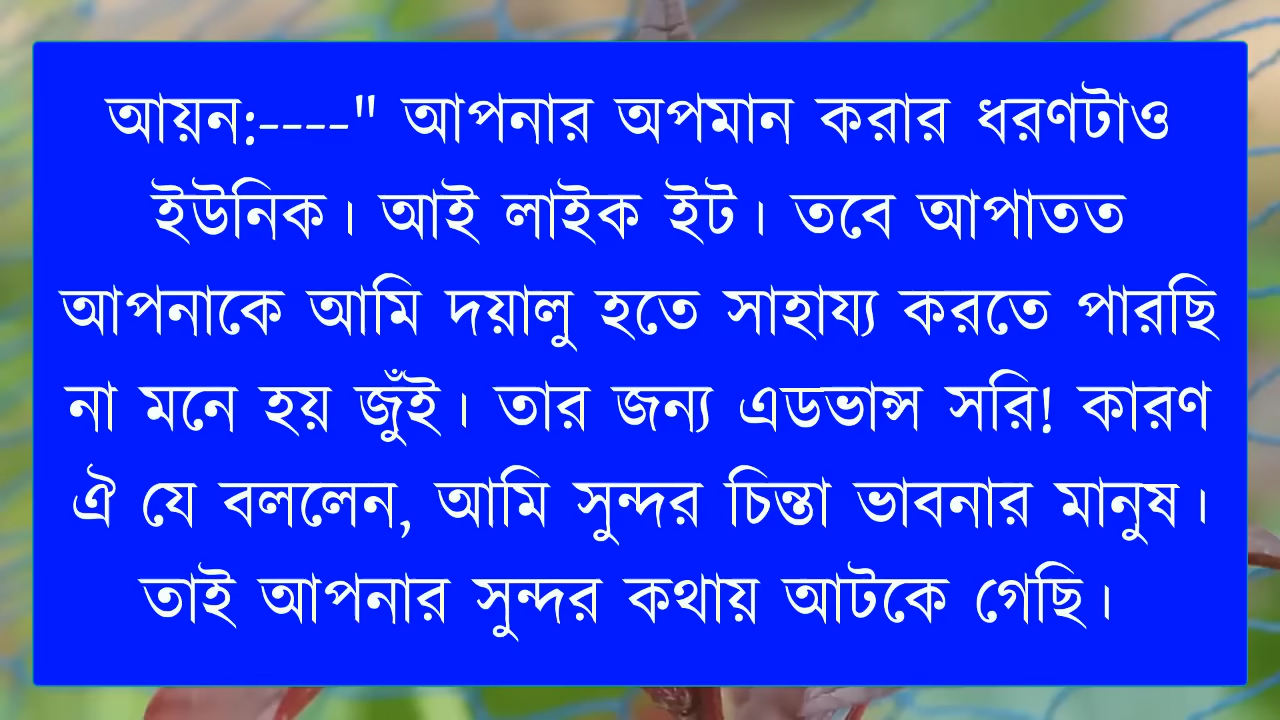 আয়ন:----" আপনার অপমান করার ধরণটাও
ইউনিক। আই লাইক ইট। তবে আপাতত
আপনাকে আমি দয়ালু হতে সাহায্য করতে পারছি
না মনে হয় জুঁই। তার জন্য এডভান্স সরি! কারণ
ঐ যে বললেন, আমি সুন্দর চিন্তা ভাবনার মানুষ।
তাই আপনার সুন্দর কথায় আটকে গেছি।